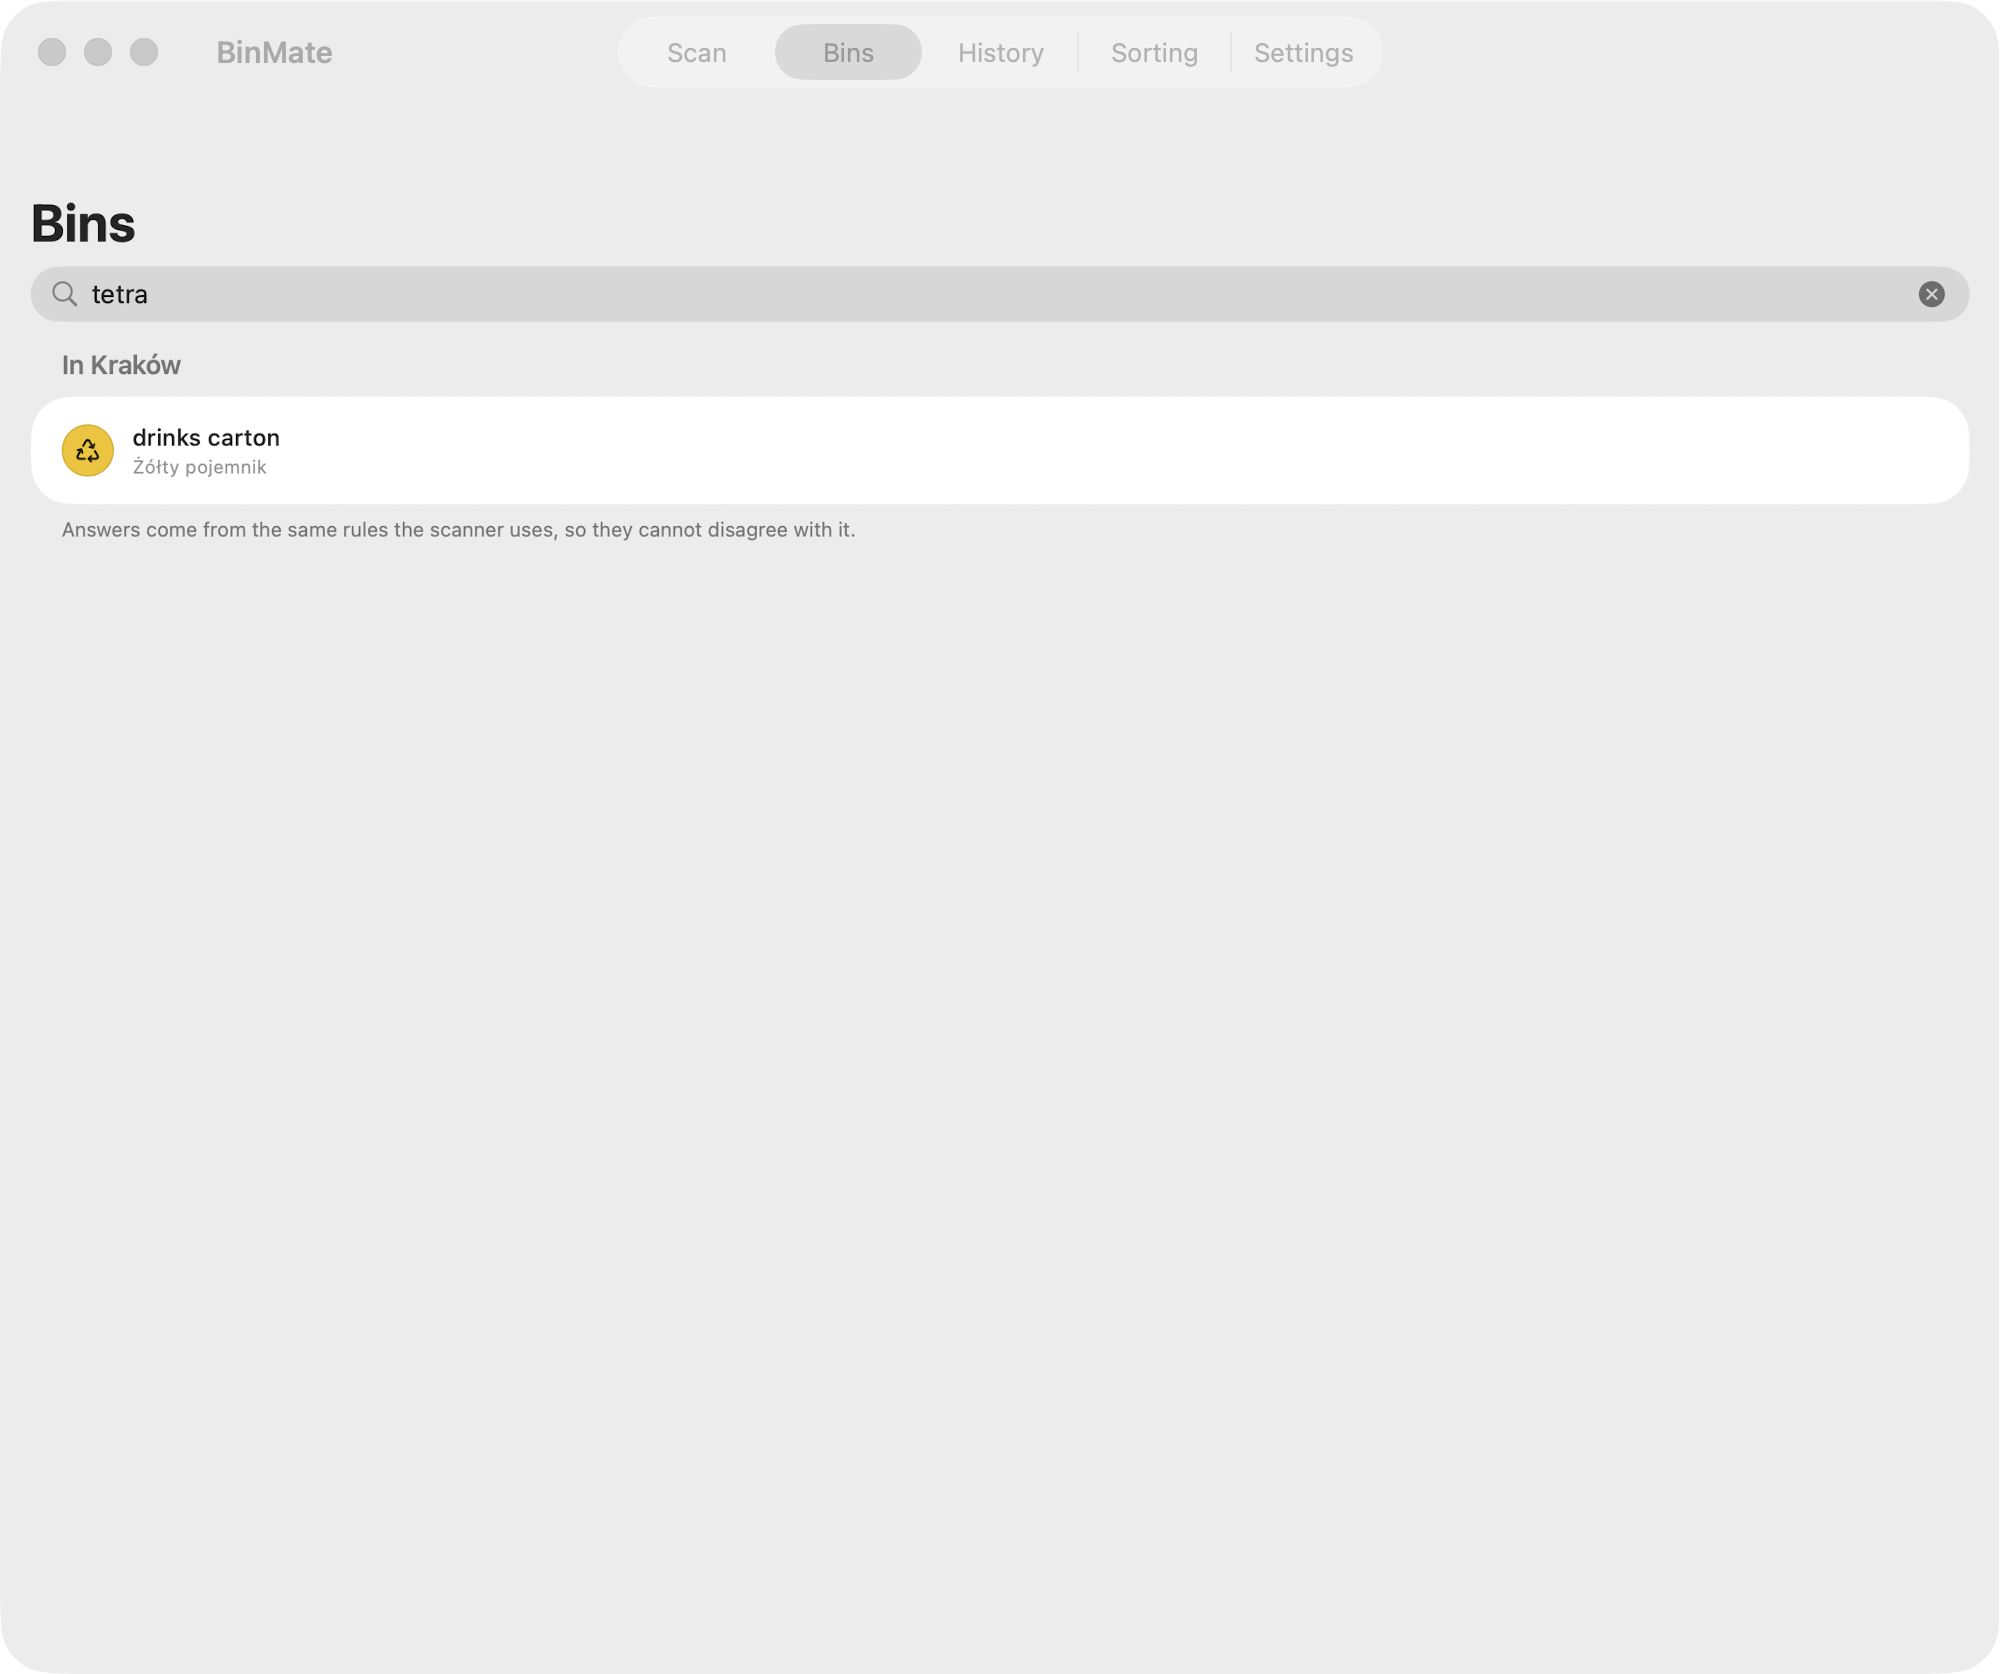 BinMate
Scan
Bins
History
Sorting
Settings
Bins
tetra
In Kraków
drinks carton
Żółty pojemnik
Answers come from the same rules the scanner uses, so they cannot disagree with it.